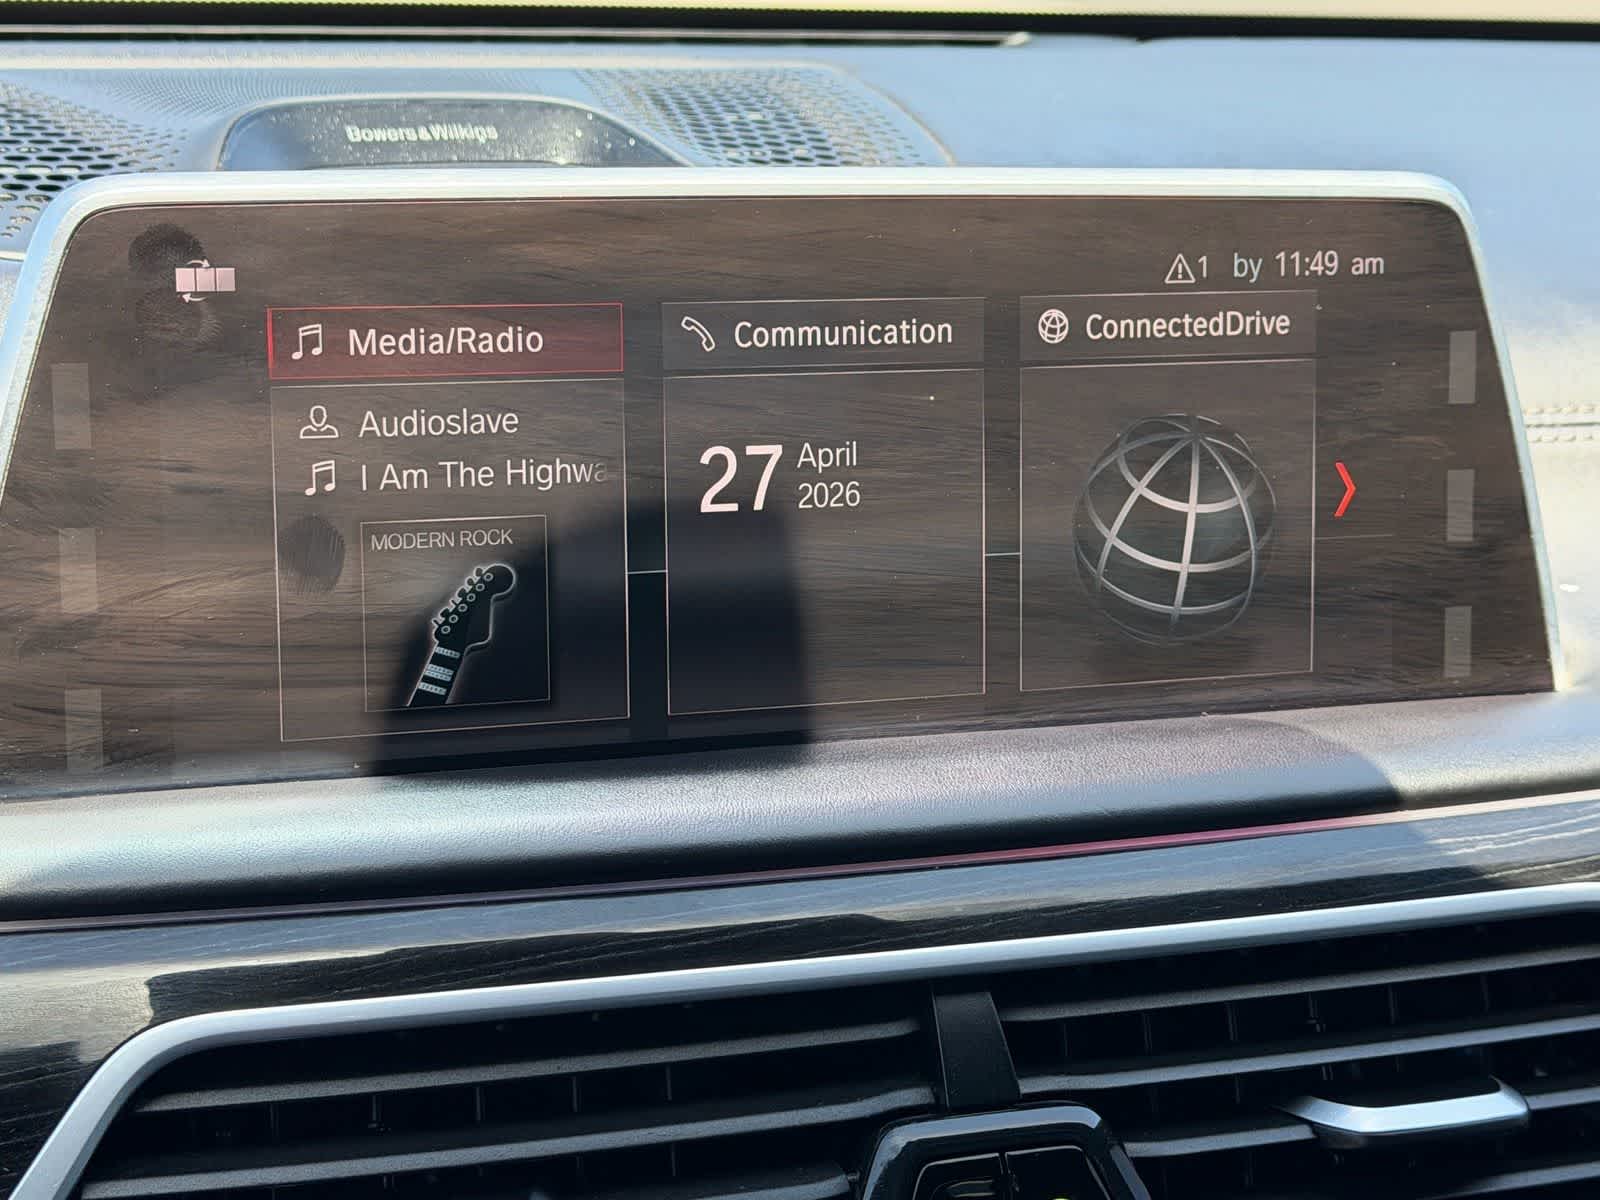 Bowers & Wilkins
1 by 11:49 am
Media/Radio
Audioslave
I Am The Highwa
MODERN ROCK
Communication
27 April
2026
ConnectedDrive